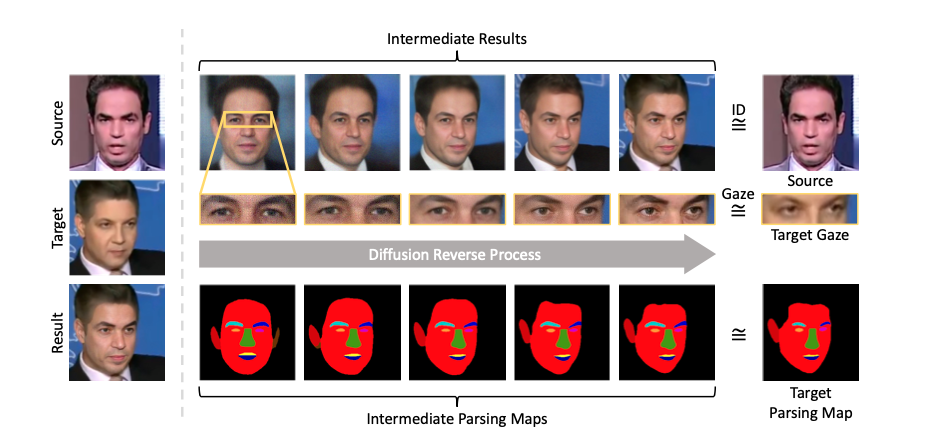 Intermediate Results
Source
ID
≅
Source
Target
Gaze
≅
Target Gaze
Diffusion Reverse Process
Result
≅
Target
Parsing Map
Intermediate Parsing Maps